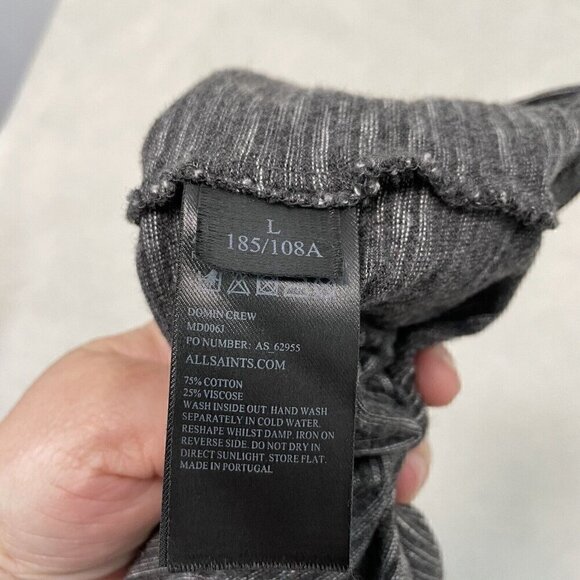 L
185/108A
DOMIN CREW
MD006J
PO NUMBER: AS_62955
ALLSAINTS.COM
75% COTTON
25% VISCOSE
WASH INSIDE OUT. HAND WASH
SEPARATELY IN COLD WATER.
RESHAPE WHILST DAMP. IRON ON
REVERSE SIDE. DO NOT DRY IN
DIRECT SUNLIGHT. STORE FLAT.
MADE IN PORTUGAL